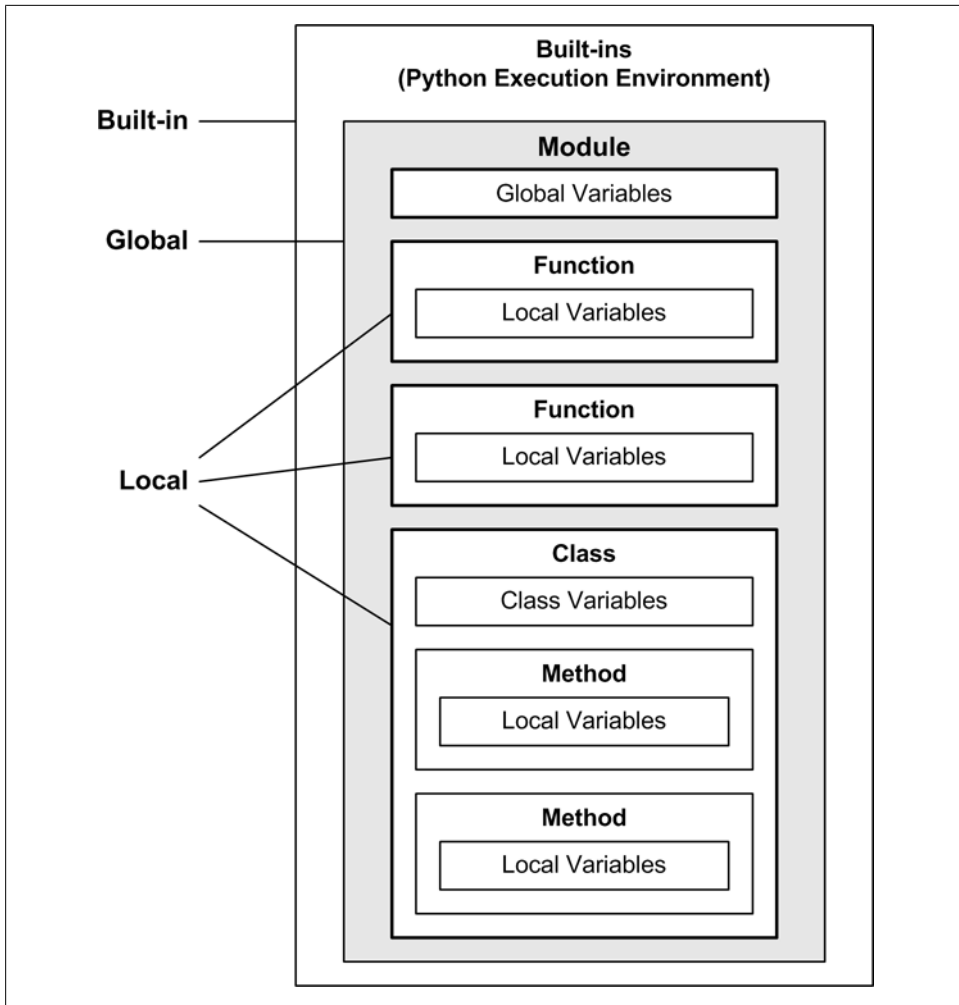 Built-ins
(Python Execution Environment)
Built-in
Module
Global Variables
Global
Function
Local Variables
Function
Local Variables
Local
Class
Class Variables
Method
Local Variables
Method
Local Variables